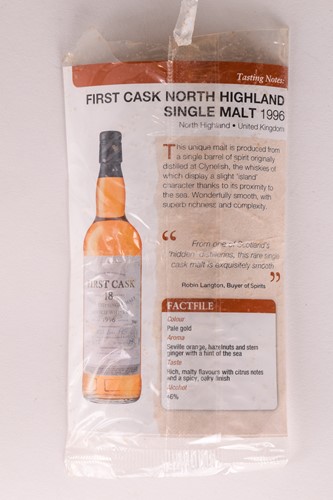 Tasting Notes:
FIRST CASK NORTH HIGHLAND
SINGLE MALT 1996
North Highland • United Kingdom
This unique malt is produced from
a single barrel of spirit originally
distilled at Clynelish, the whiskies of
which display a slight 'island'
character thanks to its proximity to
the sea. Wonderfully smooth, with
superb richness and complexity.
“
From one of Scotland's
'hidden' distilleries, this rare single
cask malt is exquisitely smooth
”
Robin Langton, Buyer of Spirits
FACTFILE
Colour
Pale gold
Aroma
Seville orange, hazelnuts and stem
ginger with a hint of the sea
Taste
Rich, malty flavours with citrus notes
and a spicy, salty finish
Alcohol
46%
FIRST CASK
18
1996